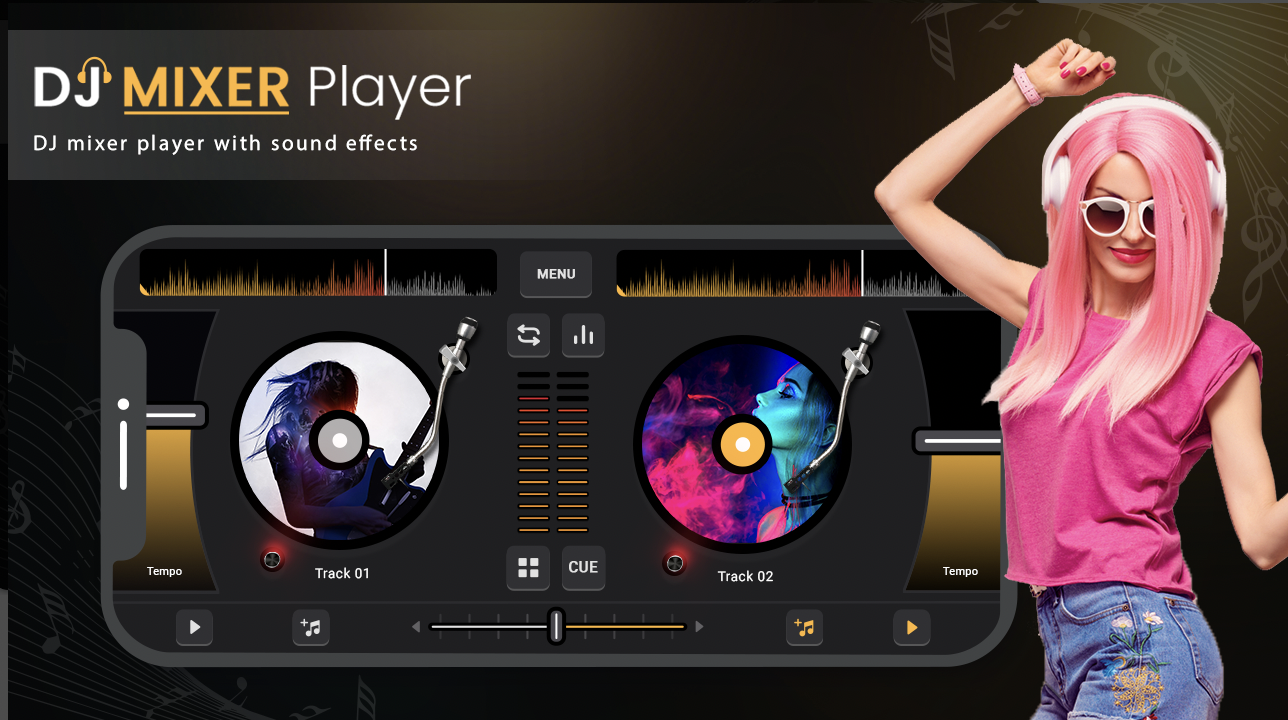 DJ MIXER Player
DJ mixer player with sound effects
MENU
CUE
Tempo
Track 01
Track 02
Tempo